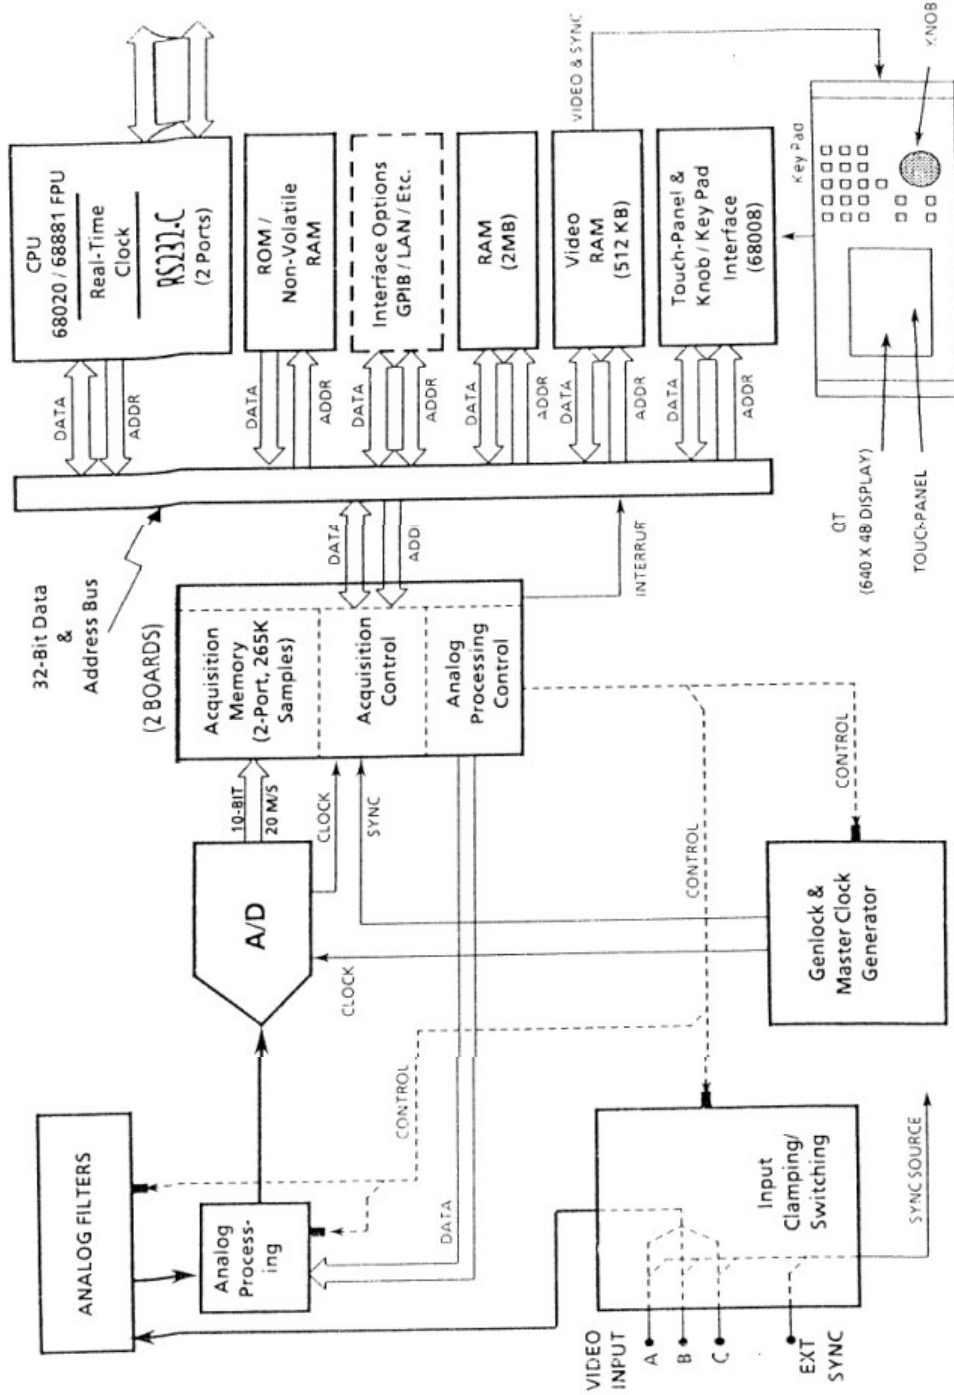 ANALOG FILTERS
Analog
Process-
ing
A/D
10-BIT
20 M/S
CLOCK
SYNC
CLOCK
CONTROL
DATA
VIDEO
INPUT
A
B
C
EXT
SYNC
Input
Clamping/
Switching
SYNC SOURCE
Genlock &
Master Clock
Generator
CONTROL
CONTROL
(2 BOARDS)
Acquisition
Memory
(2-Port, 265K
Samples)
Acquisition
Control
Analog
Processing
Control
DATA
ADDI
INTERRUF
32-Bit Data
&
Address Bus
CPU
68020 / 68881 FPU
Real-Time
Clock
RS232-C
(2 Ports)
DATA
ADDR
ROM /
Non-Volatile
RAM
DATA
ADDR
Interface Options
GPIB / LAN / Etc.
DATA
ADDR
RAM
(2MB)
DATA
ADDR
Video
RAM
(512 KB)
DATA
ADDR
Touch-Panel &
Knob / Key Pad
Interface
(68008)
DATA
ADDR
VIDEO & SYNC
Key Pad
KNOB
(640 X 48 DISPLAY)